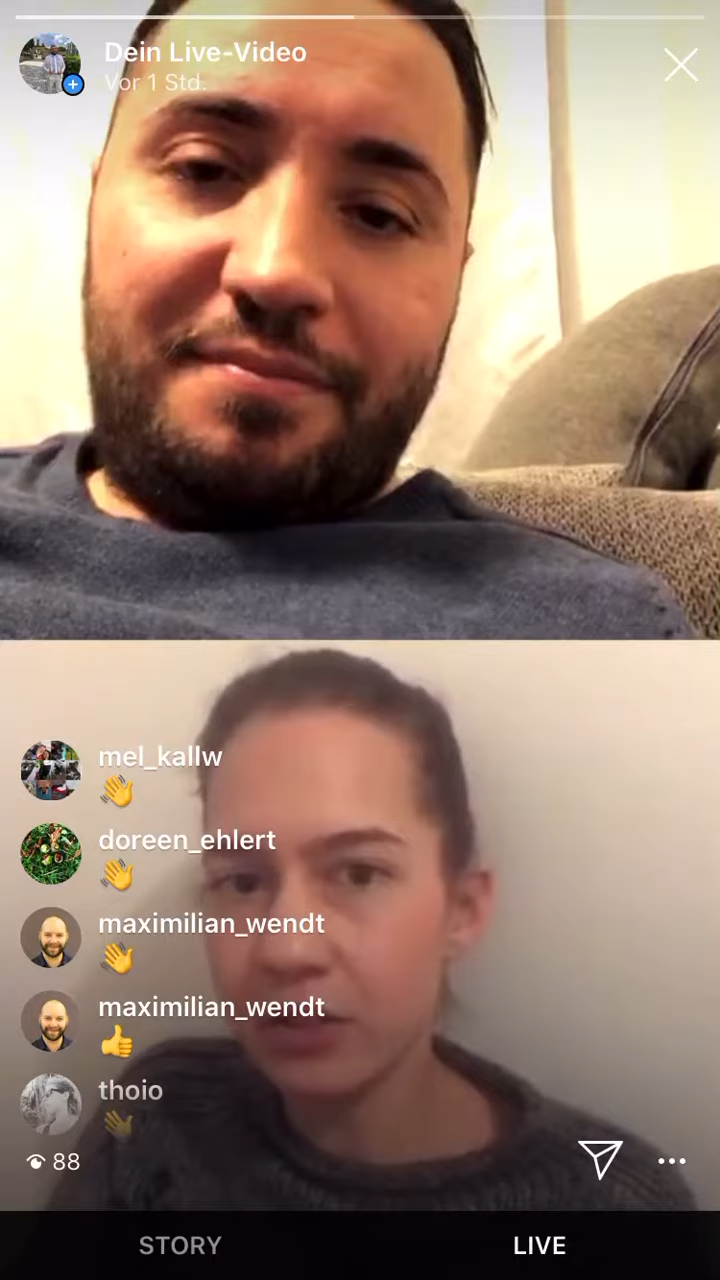 Dein Live-Video
Vor 1 Std.
mel_kallw
doreen_ehlert
maximilian_wendt
maximilian_wendt
thoio
88
STORY
LIVE